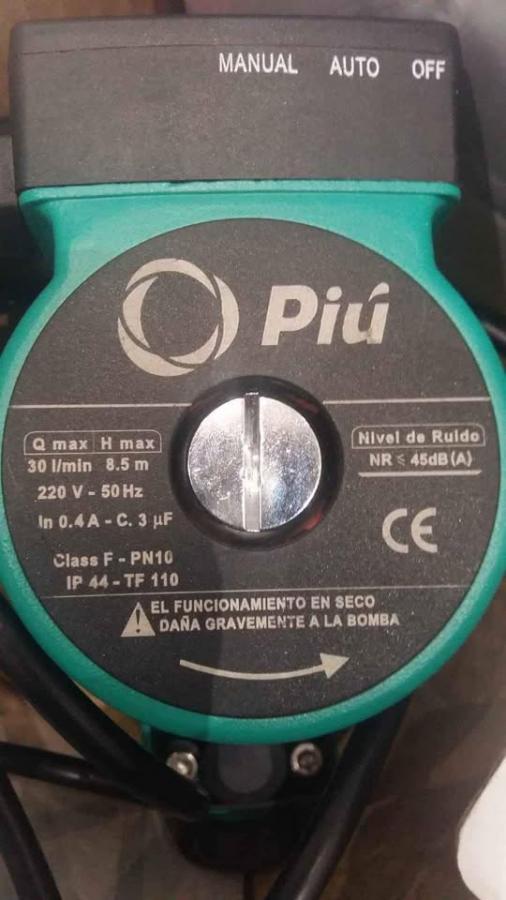 MANUAL AUTO OFF
Piú
Q max H max
30 l/min 8.5 m
220 V - 50 Hz
In 0.4 A - C. 3 µF
Class F - PN10
IP 44 - TF 110
Nivel de Ruido
NR ≤ 45dB (A)
CE
EL FUNCIONAMIENTO EN SECO
DAÑA GRAVEMENTE A LA BOMBA